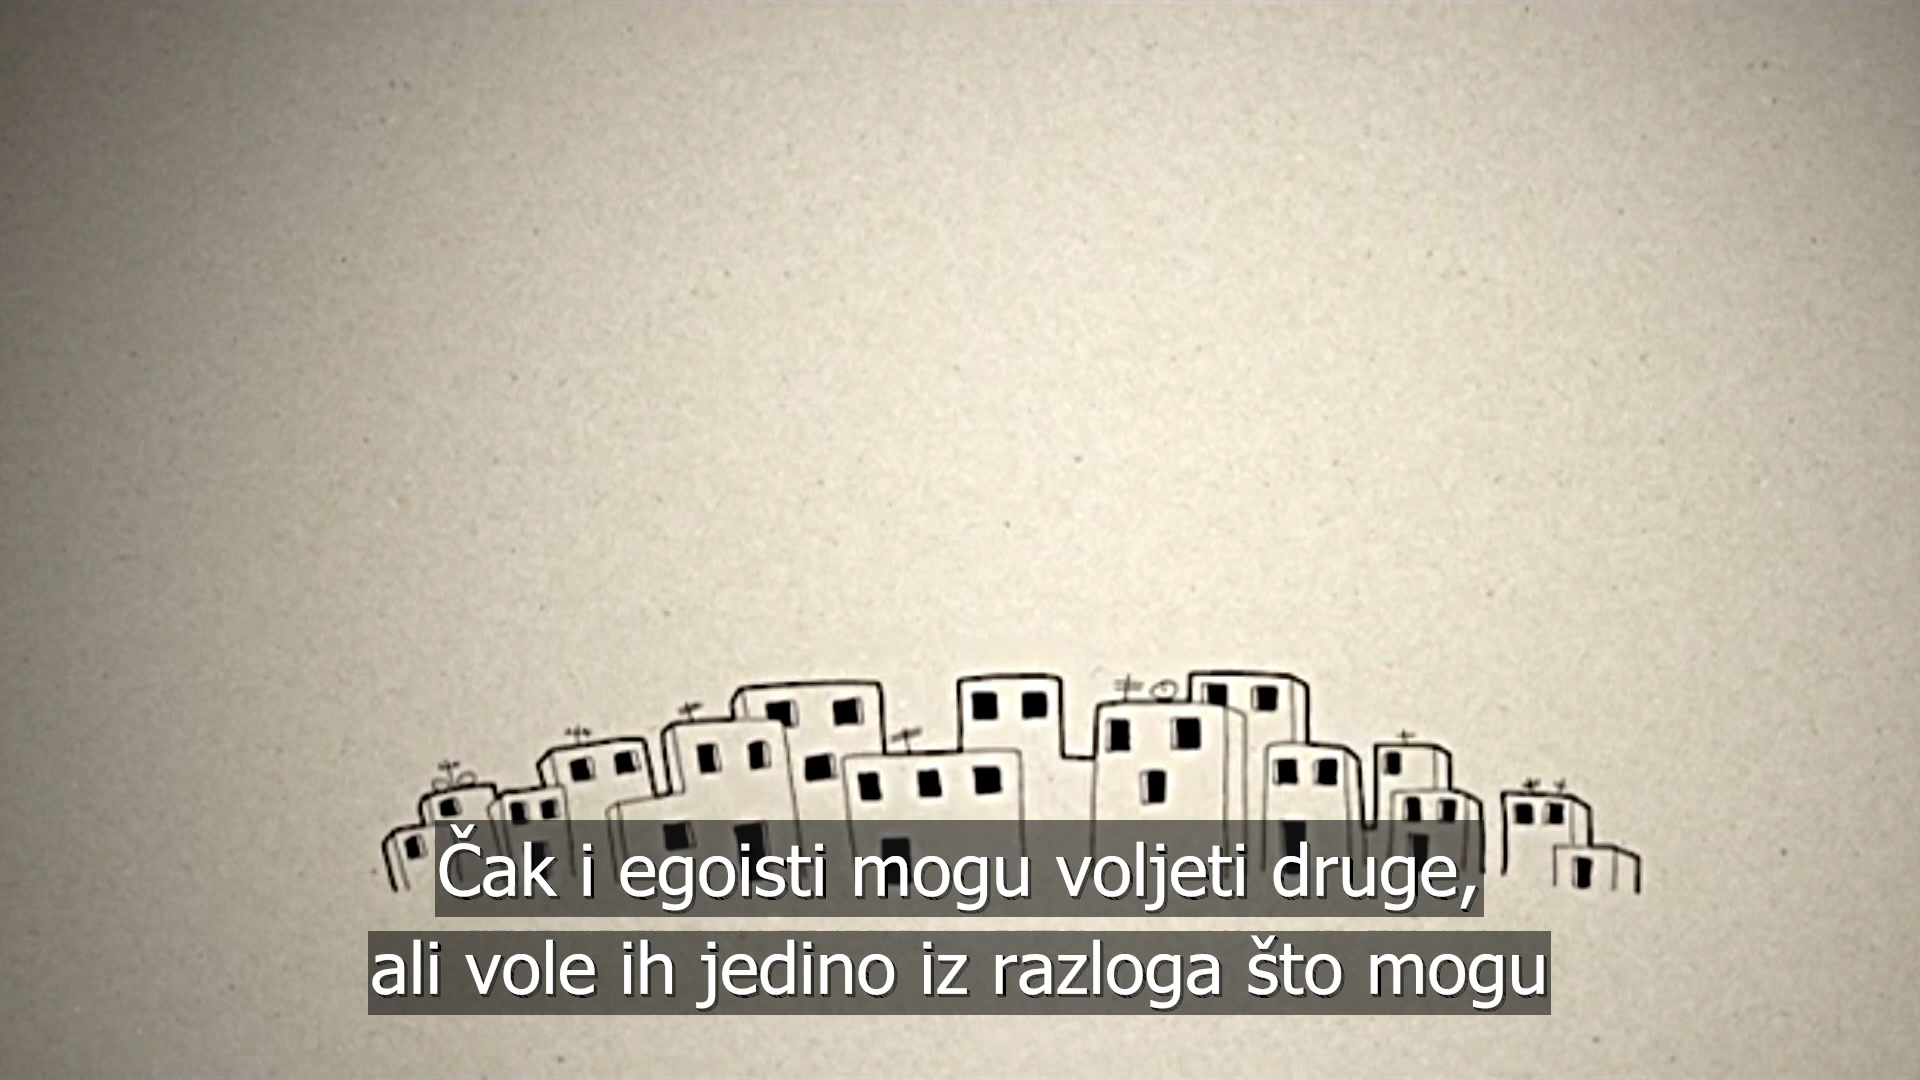 Čak i egoisti mogu voljeti druge,
ali vole ih jedino iz razloga što mogu